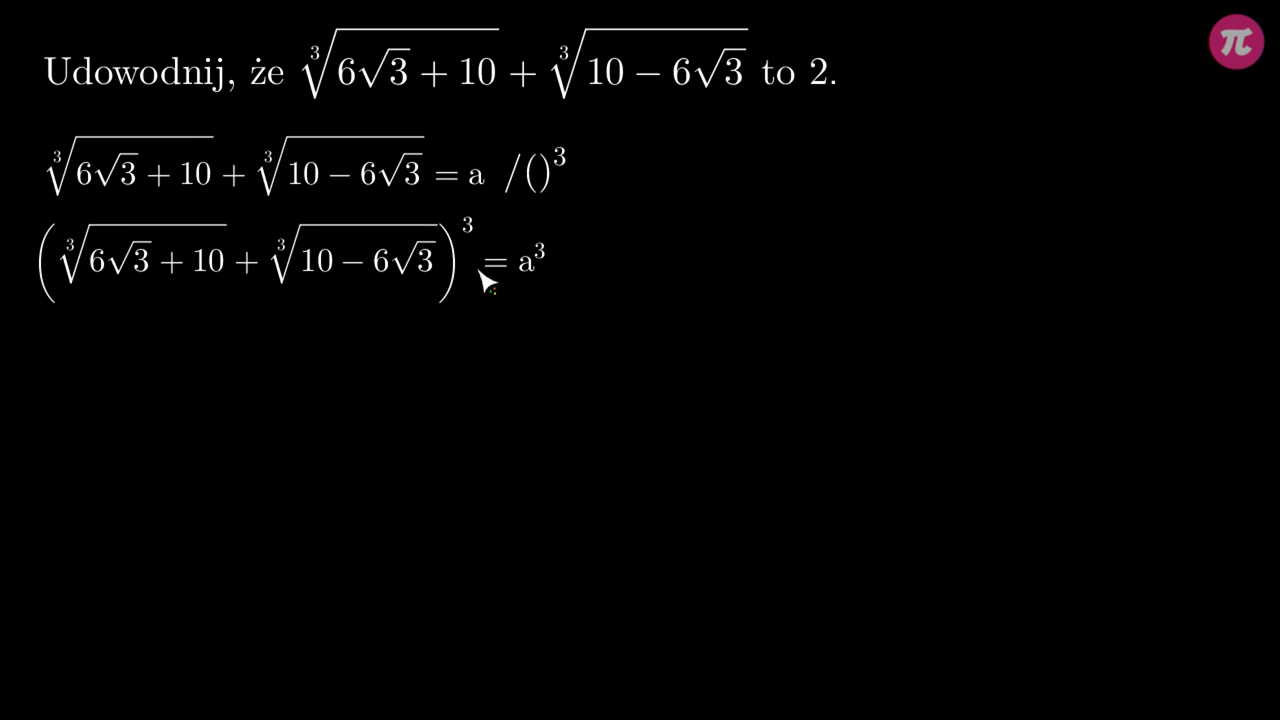 Udowodnij, że ∛(6√3 + 10) + ∛(10 − 6√3) to 2.
∛(6√3 + 10) + ∛(10 − 6√3) = a /()³
(∛(6√3 + 10) + ∛(10 − 6√3))³ = a³
π